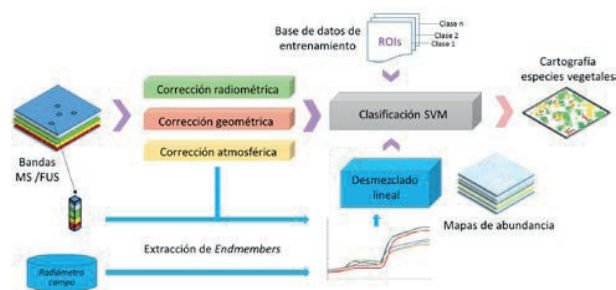 Base de datos de
entrenamiento
Clase n
Clase 2
Clase 1
ROIs
Corrección radiométrica
Corrección geométrica
Corrección atmosférica
Clasificación SVM
Cartografía
especies vegetales
Bandas
MS /FUS
Desmezclado
lineal
Mapas de abundancia
Extracción de Endmembers
Radiómetro
campo